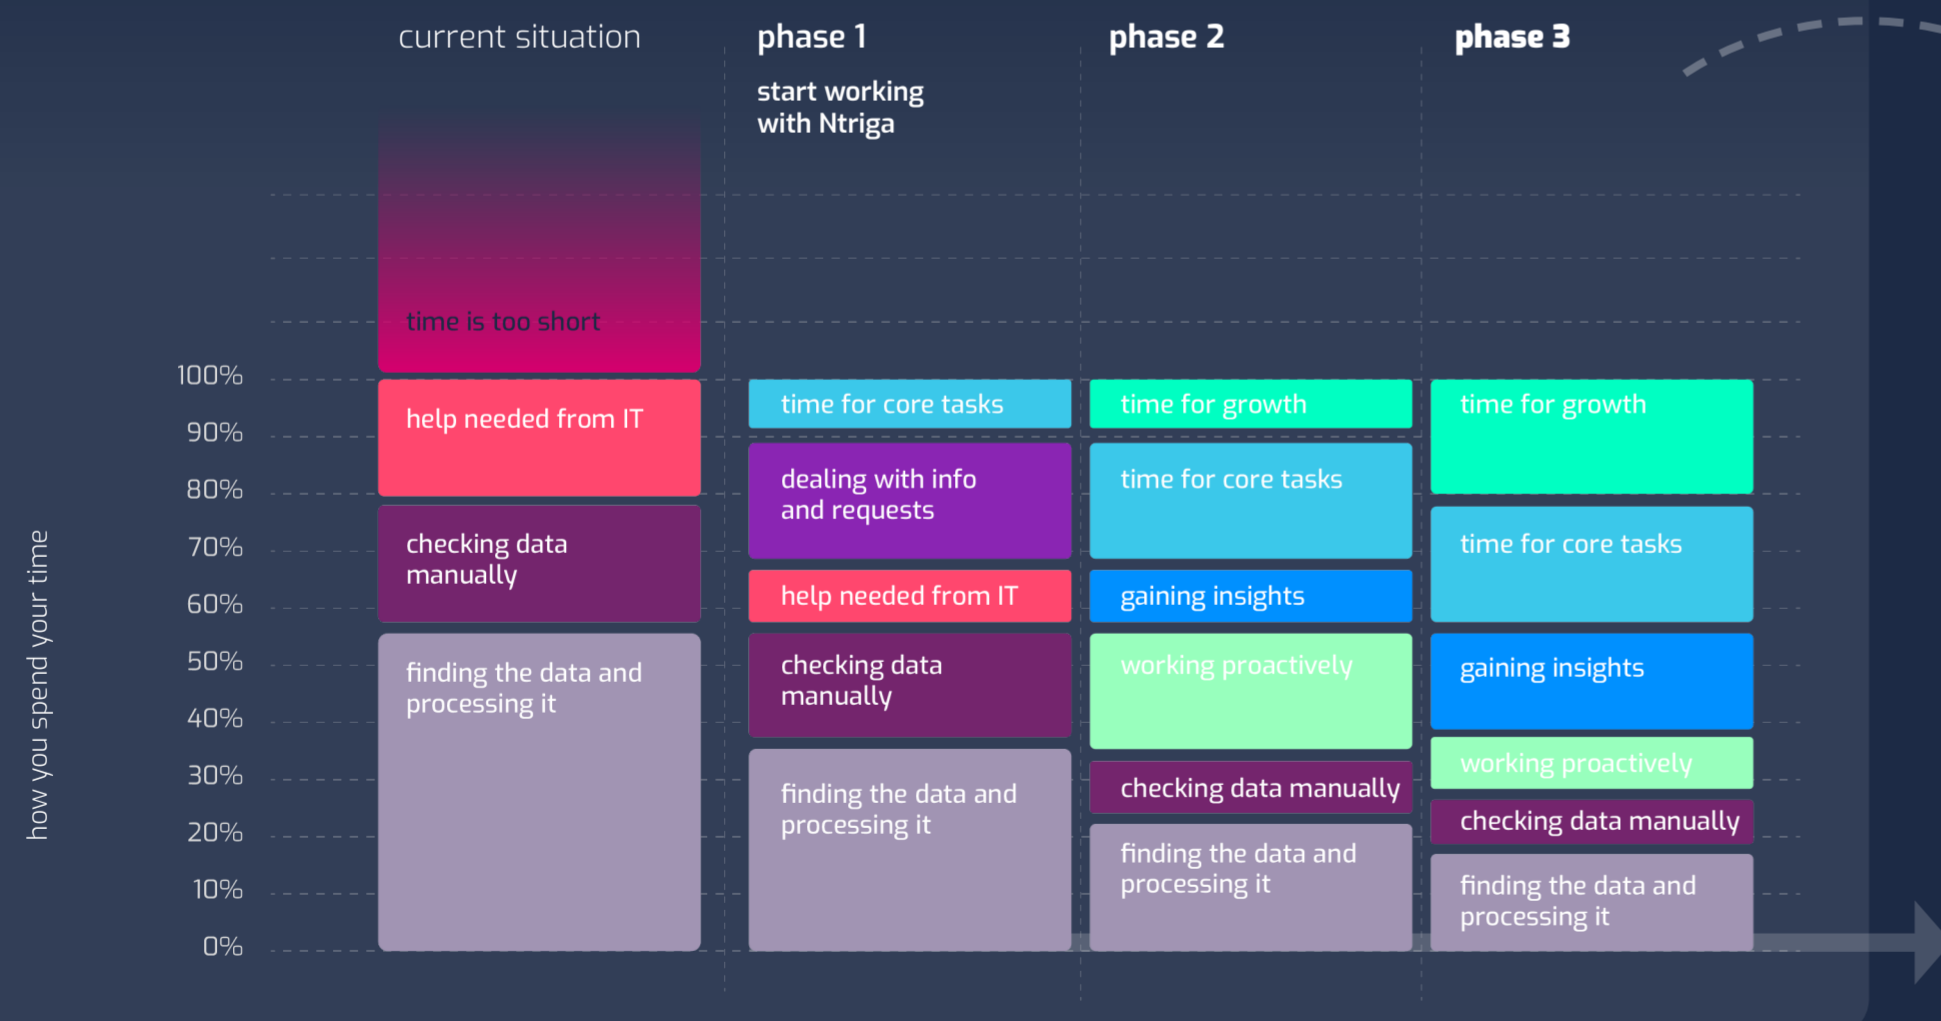 current situation
phase 1
phase 2
phase 3
start working
with Ntriga
how you spend your time
100%
90%
80%
70%
60%
50%
40%
30%
20%
10%
0%
time is too short
help needed from IT
checking data
manually
finding the data and
processing it
time for core tasks
dealing with info
and requests
help needed from IT
checking data
manually
finding the data and
processing it
time for growth
time for core tasks
gaining insights
working proactively
checking data manually
finding the data and
processing it
time for growth
time for core tasks
gaining insights
working proactively
checking data manually
finding the data and
processing it